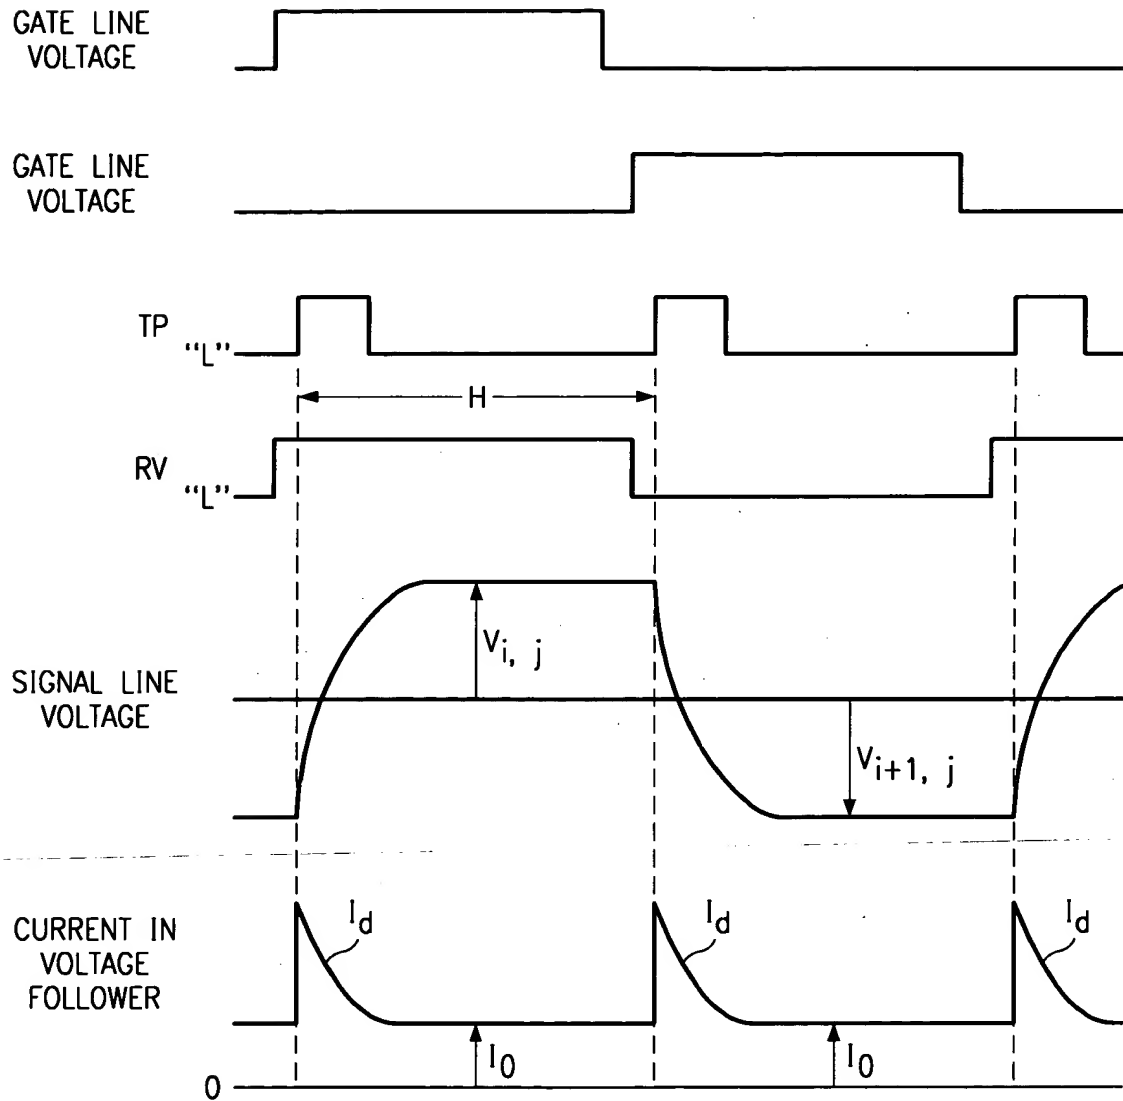 GATE LINE
VOLTAGE
GATE LINE
VOLTAGE
TP
"L"
H
RV
"L"
Vi, j
SIGNAL LINE
VOLTAGE
Vi+1, j
Id
Id
Id
CURRENT IN
VOLTAGE
FOLLOWER
I0
I0
0